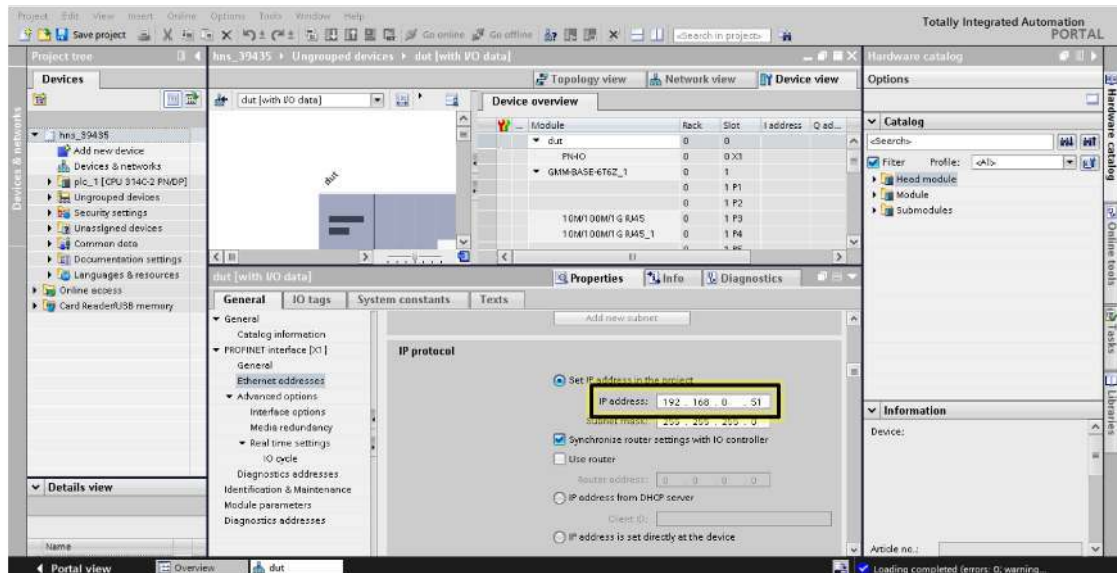 Project Edit View Insert Online Options Tools Window Help
Totally Integrated Automation
PORTAL
Save project
Go online
Go offline
<Search in project>
Project tree
hns_39435 › Ungrouped devices › dut [with I/O data]
Hardware catalog
Devices
Topology view
Network view
Device view
Options
dut [with I/O data]
Device overview
Module Rack Slot I address Q ad...
dut 0 0
PN-IO 0 0 X1
GMM-BASE-6T6Z_1 0 1
0 1 P1
0 1 P2
10M/100M/1G RJ45 0 1 P3
10M/100M/1G RJ45_1 0 1 P4
0 1 P5
dut
hns_39435
Add new device
Devices & networks
plc_1 [CPU 314C-2 PN/DP]
Ungrouped devices
Security settings
Unassigned devices
Common data
Documentation settings
Languages & resources
Online access
Card Reader/USB memory
Devices & networks
Catalog
<Search>
Filter Profile: <All>
Head module
Module
Submodules
Hardware catalog
Online tools
Tasks
Libraries
dut [with I/O data]
Properties
Info
Diagnostics
General IO tags System constants Texts
General
Catalog information
PROFINET interface [X1]
General
Ethernet addresses
Advanced options
Interface options
Media redundancy
Real time settings
IO cycle
Diagnostics addresses
Identification & Maintenance
Module parameters
Diagnostics addresses
Add new subnet
IP protocol
Set IP address in the project
IP address: 192 . 168 . 0 . 51
Subnet mask: 255 . 255 . 255 . 0
Synchronize router settings with IO controller
Use router
Router address: 0 . 0 . 0 . 0
IP address from DHCP server
Client ID:
IP address is set directly at the device
Information
Device:
Article no.:
Details view
Name
Portal view
Overview
dut
Loading completed (errors: 0; warning...